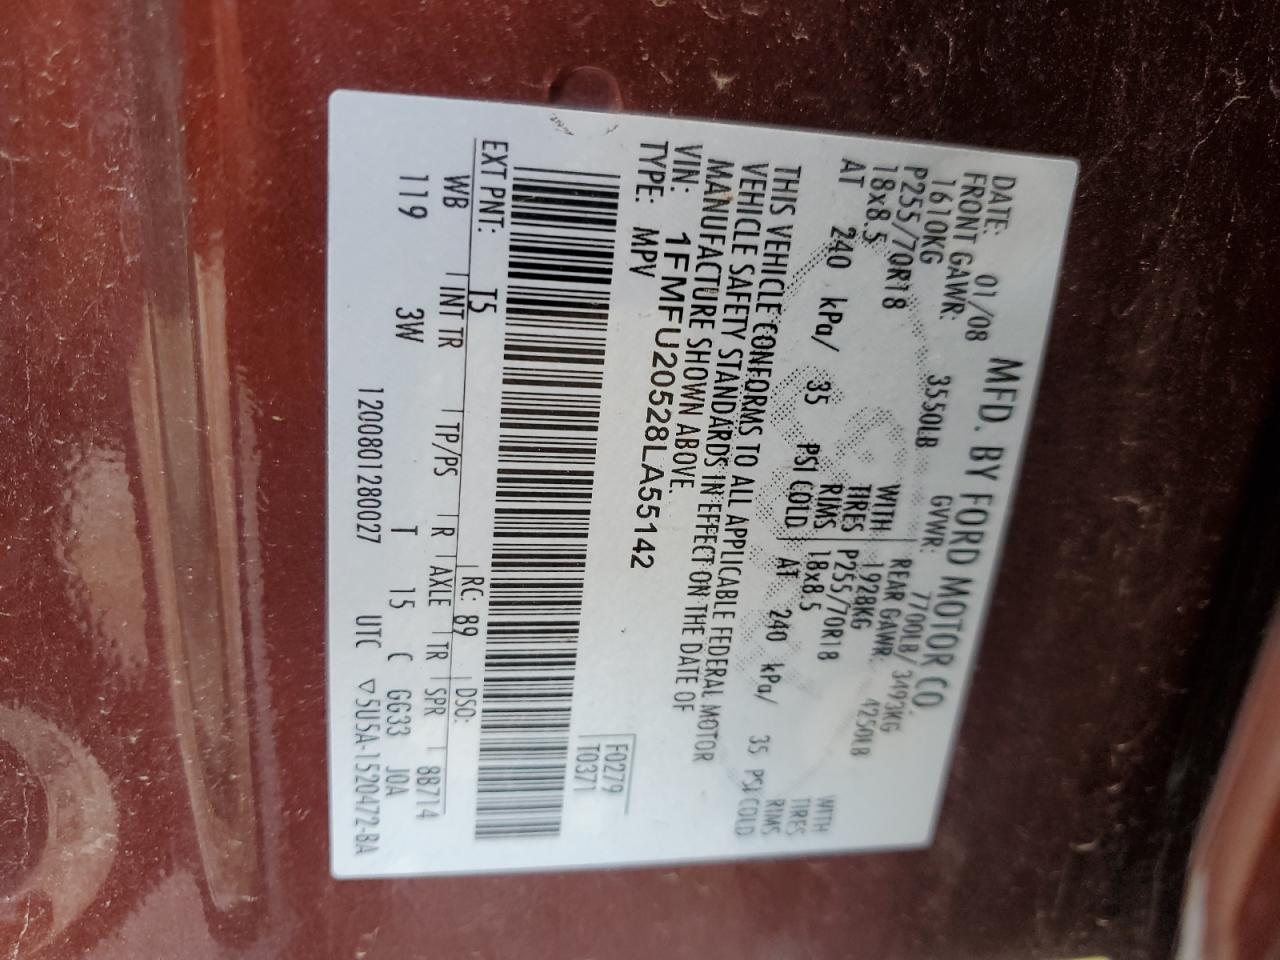 MFD. BY FORD MOTOR CO.
DATE: 01/08 GVWR: 7700LB/ 3493KG
FRONT GAWR: 3550LB REAR GAWR: 4250LB
1610KG WITH 1928KG WITH
P255/70R18 TIRES P255/70R18 TIRES
18x8.5 RIMS 18x8.5 RIMS
AT 240 kPa/ 35 PSI COLD AT 240 kPa/ 35 PSI COLD
THIS VEHICLE CONFORMS TO ALL APPLICABLE FEDERAL MOTOR
VEHICLE SAFETY STANDARDS IN EFFECT ON THE DATE OF
MANUFACTURE SHOWN ABOVE.
VIN: 1FMFU20528LA55142
TYPE: MPV
F0279
T0371
EXT PNT: T5 RC: 89 DSO:
WB INT TR TP/PS R AXLE TR SPR 88714
119 3W T 15 C GG33 JOA
1200801280027 UTC ▽5U5A-1520472-BA